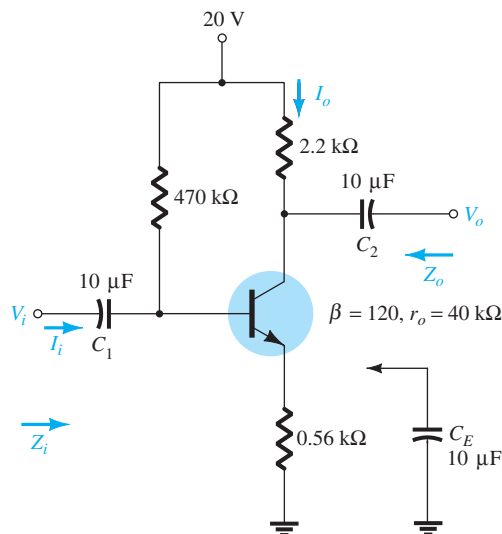 20 V
I_o
2.2 kΩ
470 kΩ
10 μF
V_o
C_2
Z_o
10 μF
V_i
I_i
C_1
β = 120, r_o = 40 kΩ
Z_i
0.56 kΩ
C_E
10 μF